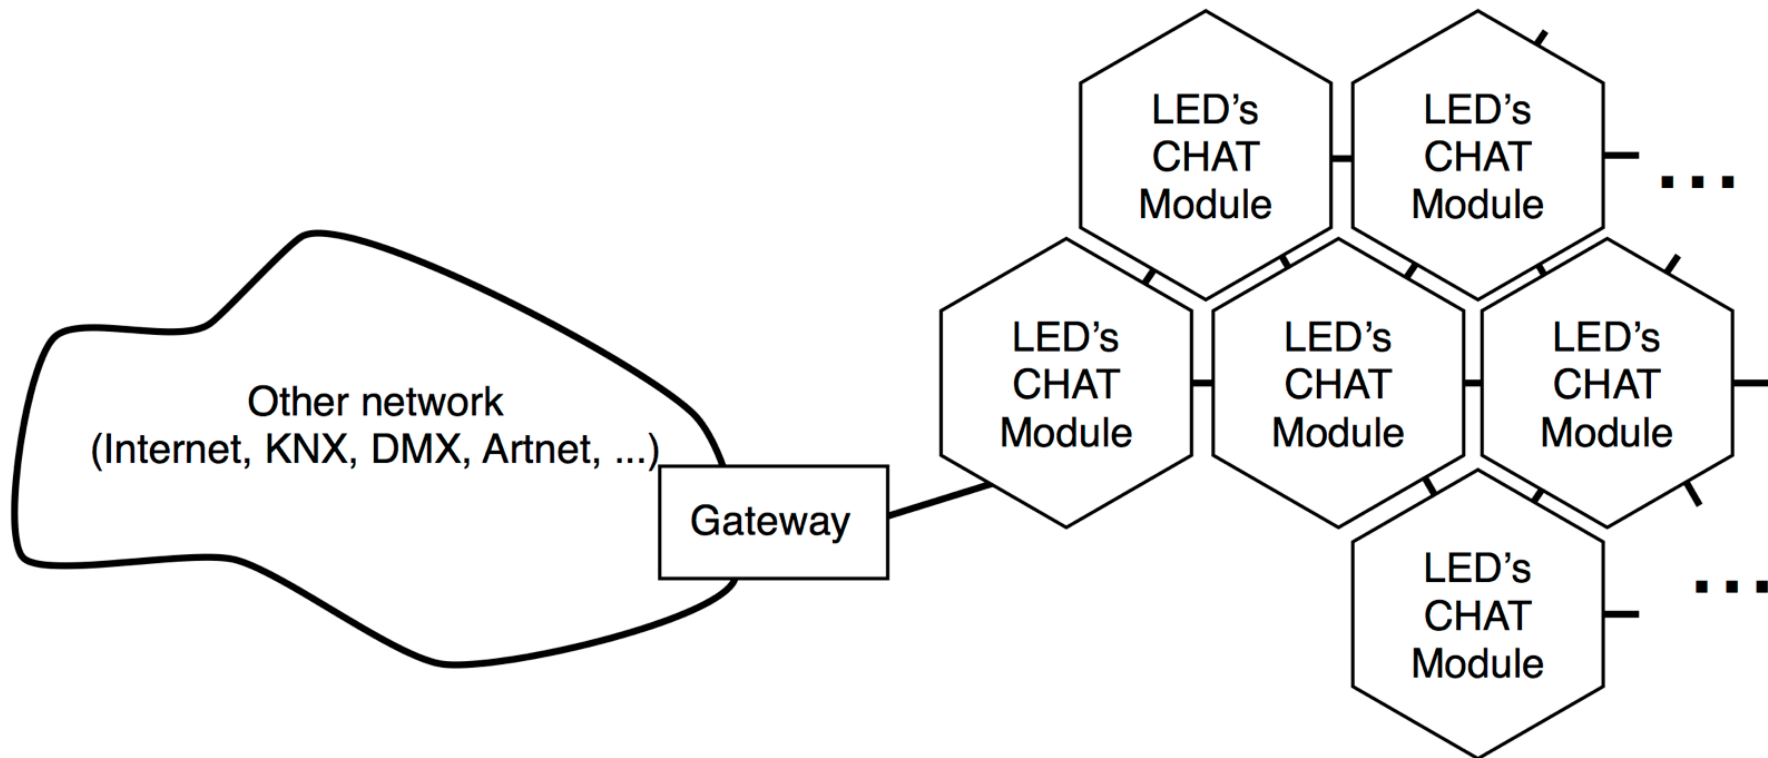 LED's
CHAT
Module
LED's
CHAT
Module
...
LED's
CHAT
Module
LED's
CHAT
Module
LED's
CHAT
Module
Other network
(Internet, KNX, DMX, Artnet, ...)
Gateway
LED's
CHAT
Module
...